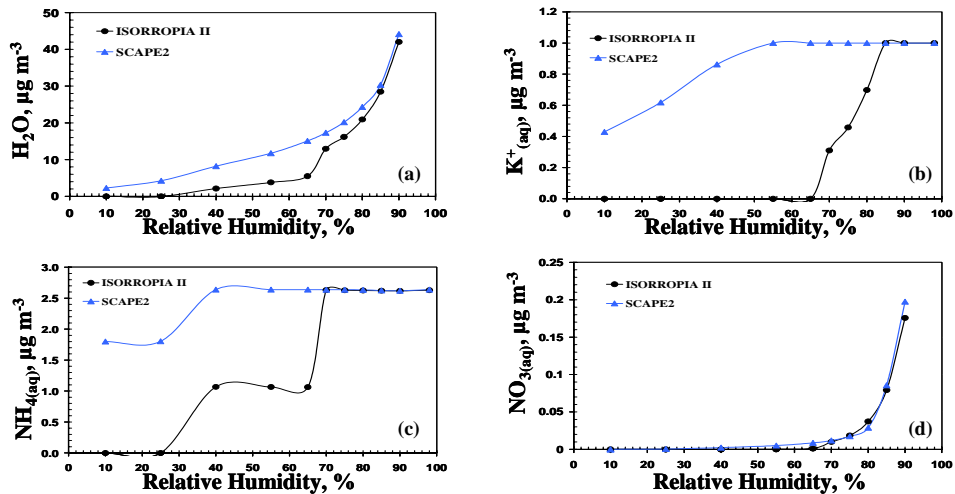 50
40
30
20
10
0
H₂O, µg m⁻³
ISORROPIA II
SCAPE2
(a)
0 10 20 30 40 50 60 70 80 90 100
Relative Humidity, %
1.2
1.0
0.8
0.6
0.4
0.2
0.0
K⁺(aq), µg m⁻³
ISORROPIA II
SCAPE2
(b)
0 10 20 30 40 50 60 70 80 90 100
Relative Humidity, %
3.0
2.5
2.0
1.5
1.0
0.5
0.0
NH₄(aq), µg m⁻³
ISORROPIA II
SCAPE2
(c)
0 10 20 30 40 50 60 70 80 90 100
Relative Humidity, %
0.25
0.2
0.15
0.1
0.05
0
NO₃(aq), µg m⁻³
ISORROPIA II
SCAPE2
(d)
0 10 20 30 40 50 60 70 80 90 100
Relative Humidity, %